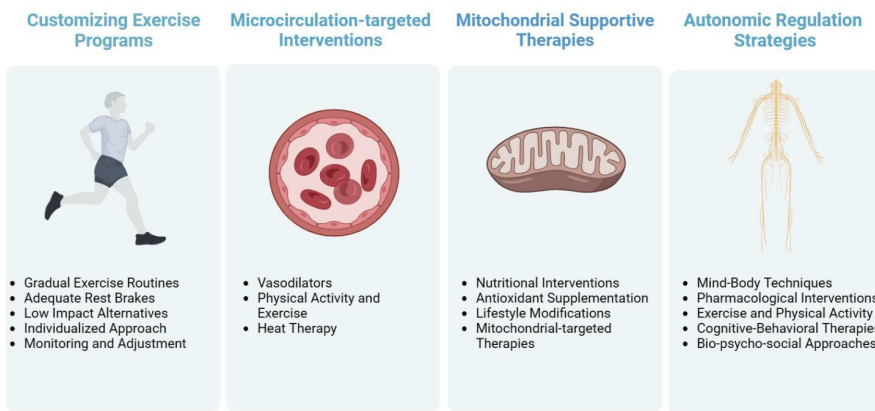 Customizing Exercise
Programs
Microcirculation-targeted
Interventions
Mitochondrial Supportive
Therapies
Autonomic Regulation
Strategies
• Gradual Exercise Routines
• Adequate Rest Brakes
• Low Impact Alternatives
• Individualized Approach
• Monitoring and Adjustment
• Vasodilators
• Physical Activity and
Exercise
• Heat Therapy
• Nutritional Interventions
• Antioxidant Supplementation
• Lifestyle Modifications
• Mitochondrial-targeted
Therapies
• Mind-Body Techniques
• Pharmacological Interventions
• Exercise and Physical Activity
• Cognitive-Behavioral Therapies
• Bio-psycho-social Approaches